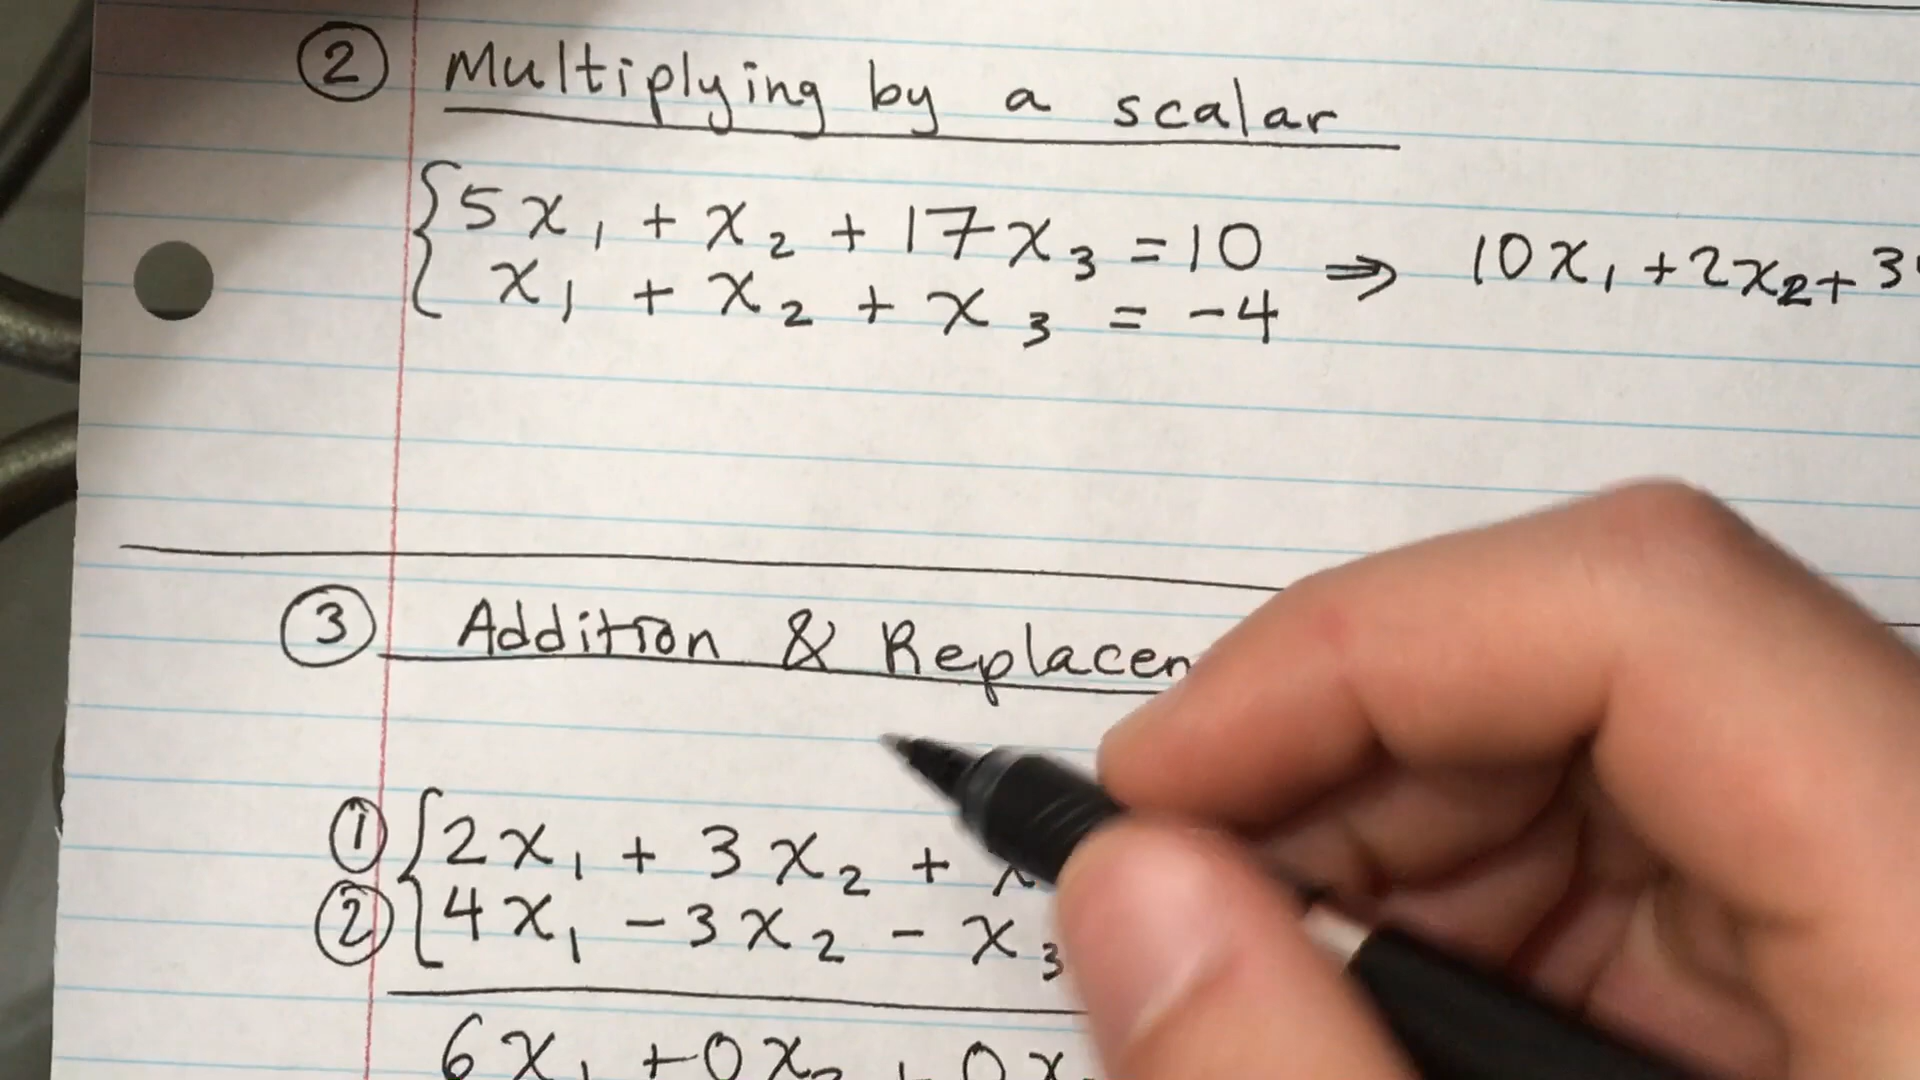 ② Multiplying by a scalar
5x₁ + x₂ + 17x₃ = 10 ⇒ 10x₁ + 2x₂ + 3
x₁ + x₂ + x₃ = -4
③ Addition & Replacem
① 2x₁ + 3x₂ +
② 4x₁ - 3x₂ - x₃
6x₁ + 0x₂ + 0x